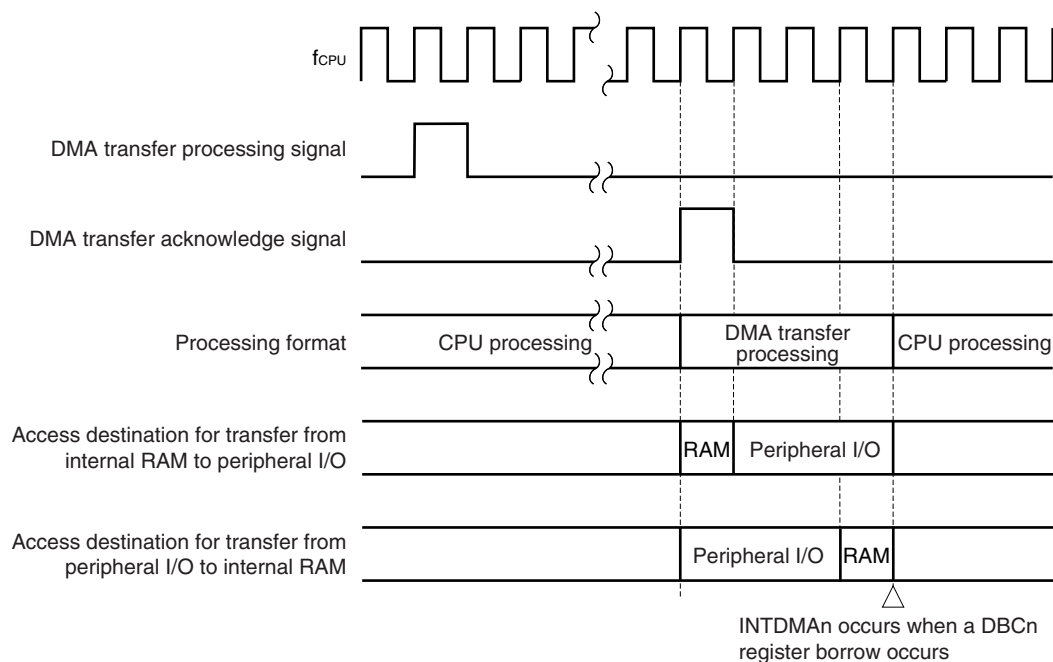 fCPU
DMA transfer processing signal
DMA transfer acknowledge signal
Processing format
CPU processing
DMA transfer
processing
CPU processing
Access destination for transfer from
internal RAM to peripheral I/O
RAM
Peripheral I/O
Access destination for transfer from
peripheral I/O to internal RAM
Peripheral I/O
RAM
INTDMAn occurs when a DBCn
register borrow occurs